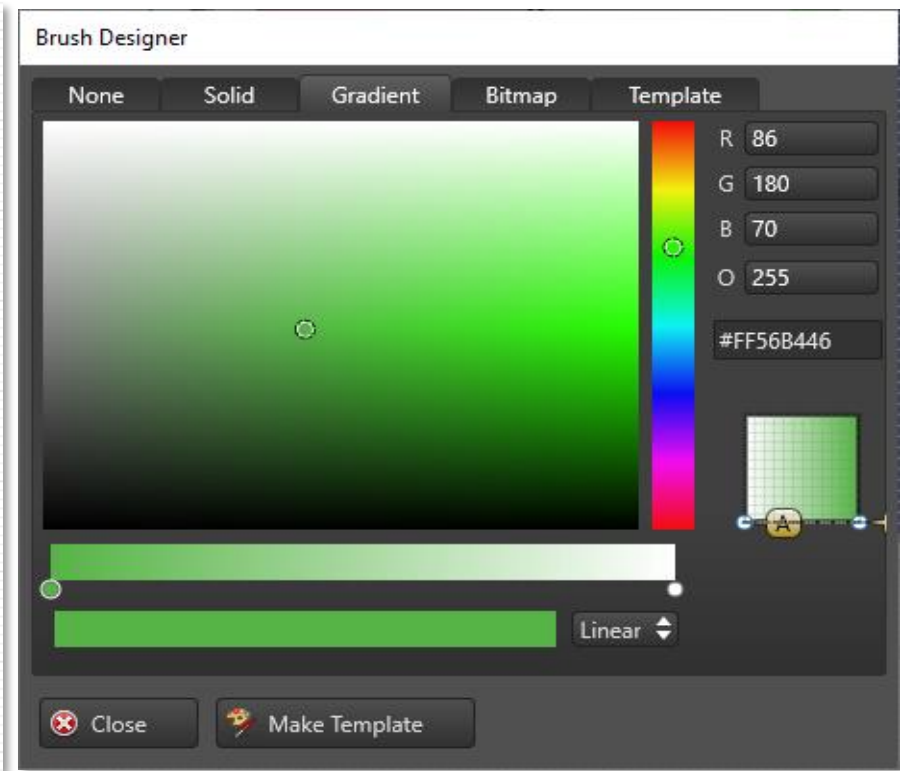 Brush Designer
None Solid Gradient Bitmap Template
R 86
G 180
B 70
O 255
#FF56B446
A
Linear
Close Make Template